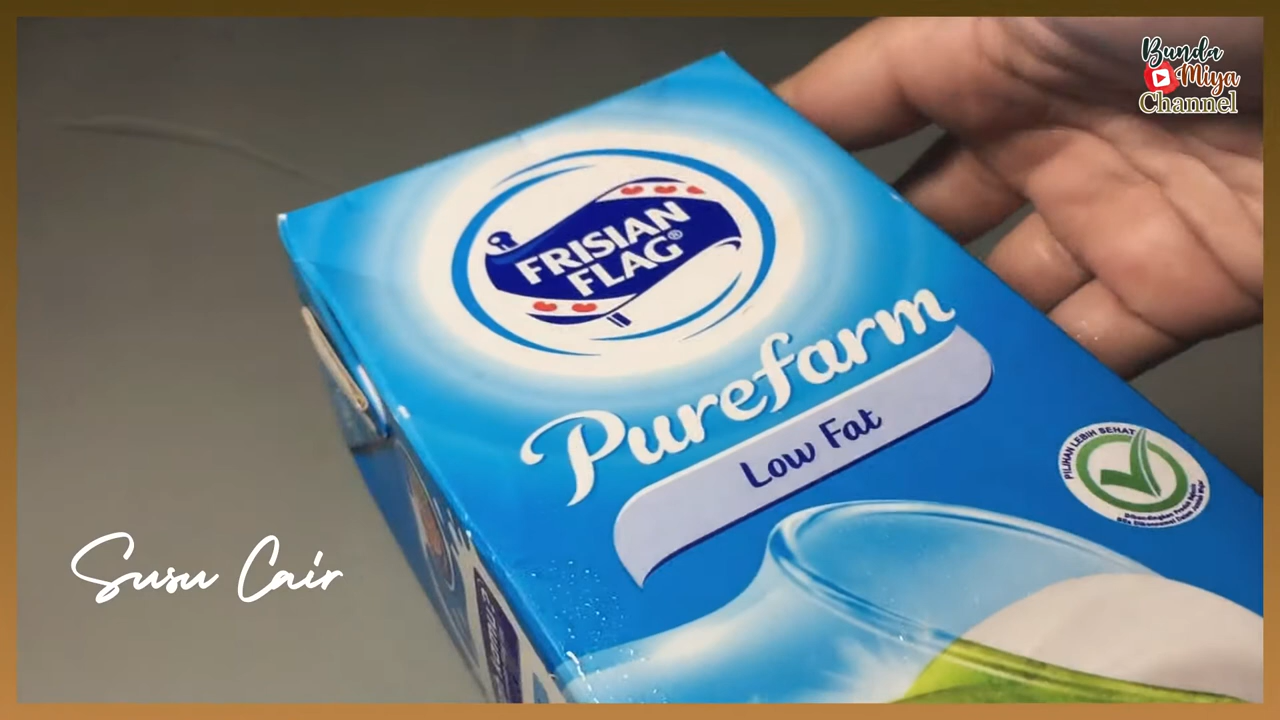 Bunda
Miya
Channel
FRISIAN
FLAG®
Purefarm
Low Fat
PILIHAN LEBIH SEHAT
Susu Cair